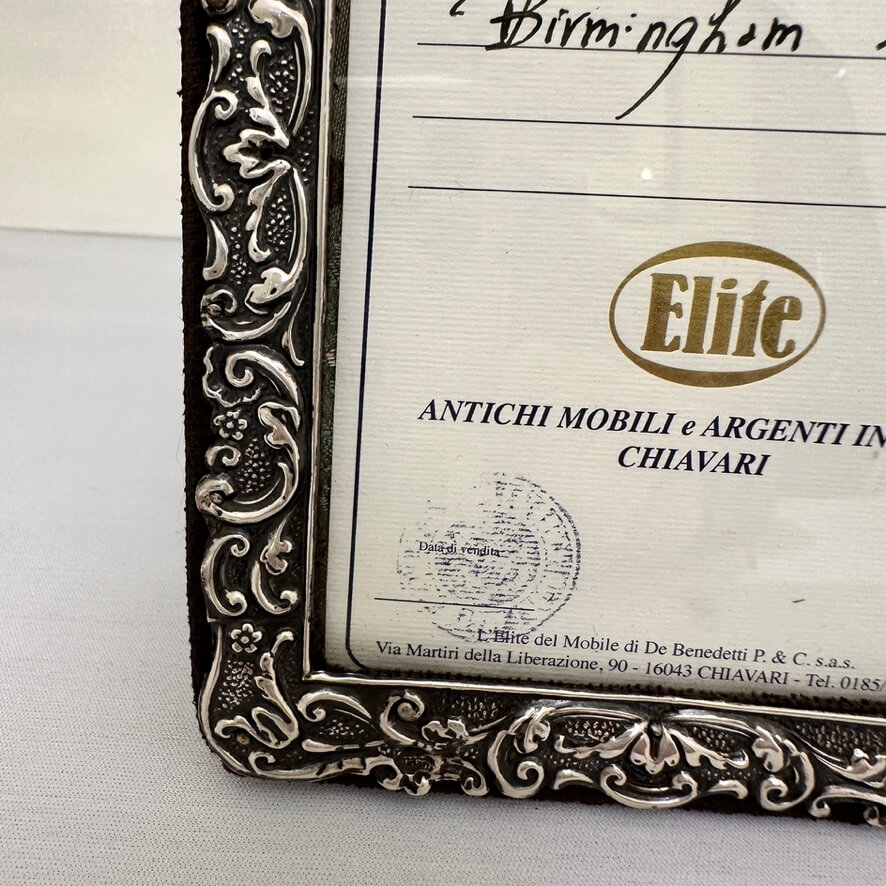 Birmingham
Elite
ANTICHI MOBILI e ARGENTI IN
CHIAVARI
Data di vendita
L'Elite del Mobile di De Benedetti P. & C. s.a.s.
Via Martiri della Liberazione, 90 - 16043 CHIAVARI - Tel. 0185/